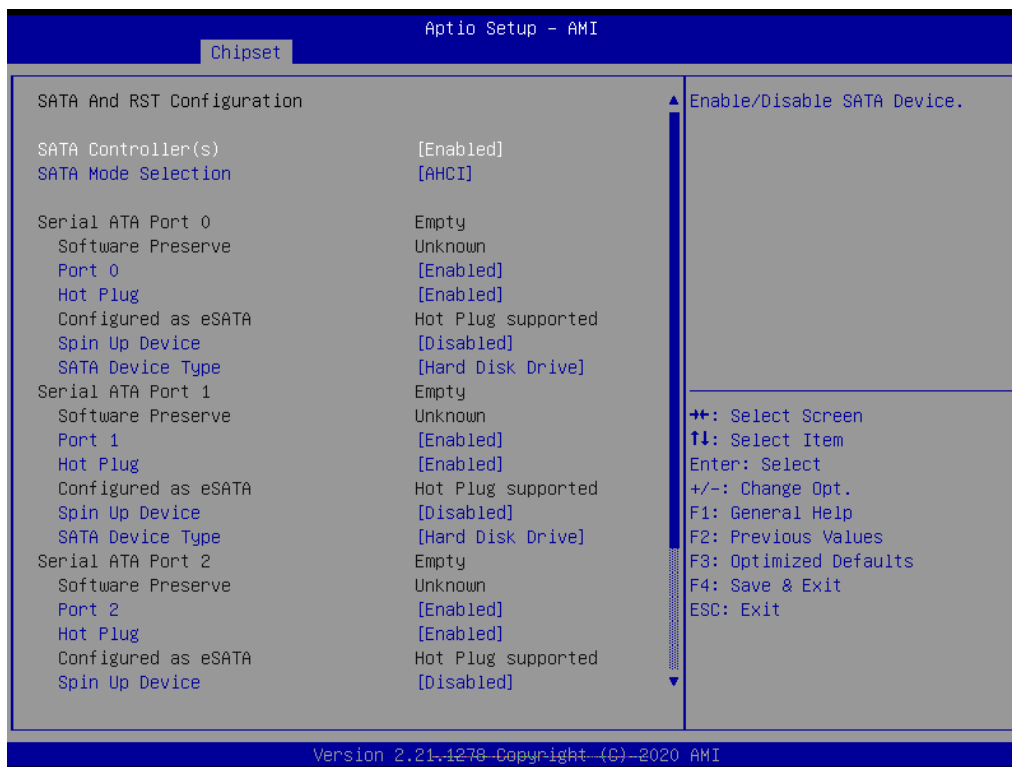 Aptio Setup – AMI
Chipset
SATA And RST Configuration
SATA Controller(s) [Enabled]
SATA Mode Selection [AHCI]
Serial ATA Port 0 Empty
Software Preserve Unknown
Port 0 [Enabled]
Hot Plug [Enabled]
Configured as eSATA Hot Plug supported
Spin Up Device [Disabled]
SATA Device Type [Hard Disk Drive]
Serial ATA Port 1 Empty
Software Preserve Unknown
Port 1 [Enabled]
Hot Plug [Enabled]
Configured as eSATA Hot Plug supported
Spin Up Device [Disabled]
SATA Device Type [Hard Disk Drive]
Serial ATA Port 2 Empty
Software Preserve Unknown
Port 2 [Enabled]
Hot Plug [Enabled]
Configured as eSATA Hot Plug supported
Spin Up Device [Disabled]
Enable/Disable SATA Device.
→←: Select Screen
↑↓: Select Item
Enter: Select
+/-: Change Opt.
F1: General Help
F2: Previous Values
F3: Optimized Defaults
F4: Save & Exit
ESC: Exit
Version 2.21.1278 Copyright (C) 2020 AMI